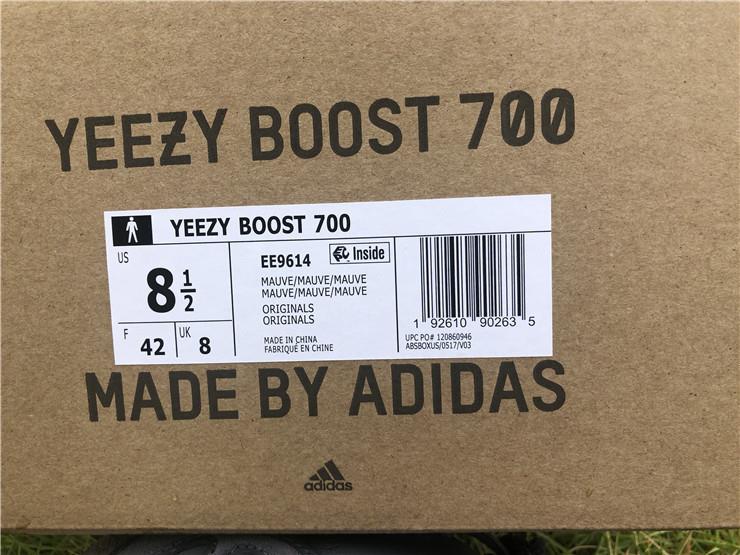 YEEZY BOOST 700
YEEZY BOOST 700
US
8 1/2
F
42
UK
8
EE9614
Inside
MAUVE/MAUVE/MAUVE
MAUVE/MAUVE/MAUVE
ORIGINALS
ORIGINALS
MADE IN CHINA
FABRIQUÉ EN CHINE
1 92610 90263 5
UPC PO# 120860946
ABSBOXUS/0517/V03
MADE BY ADIDAS
adidas